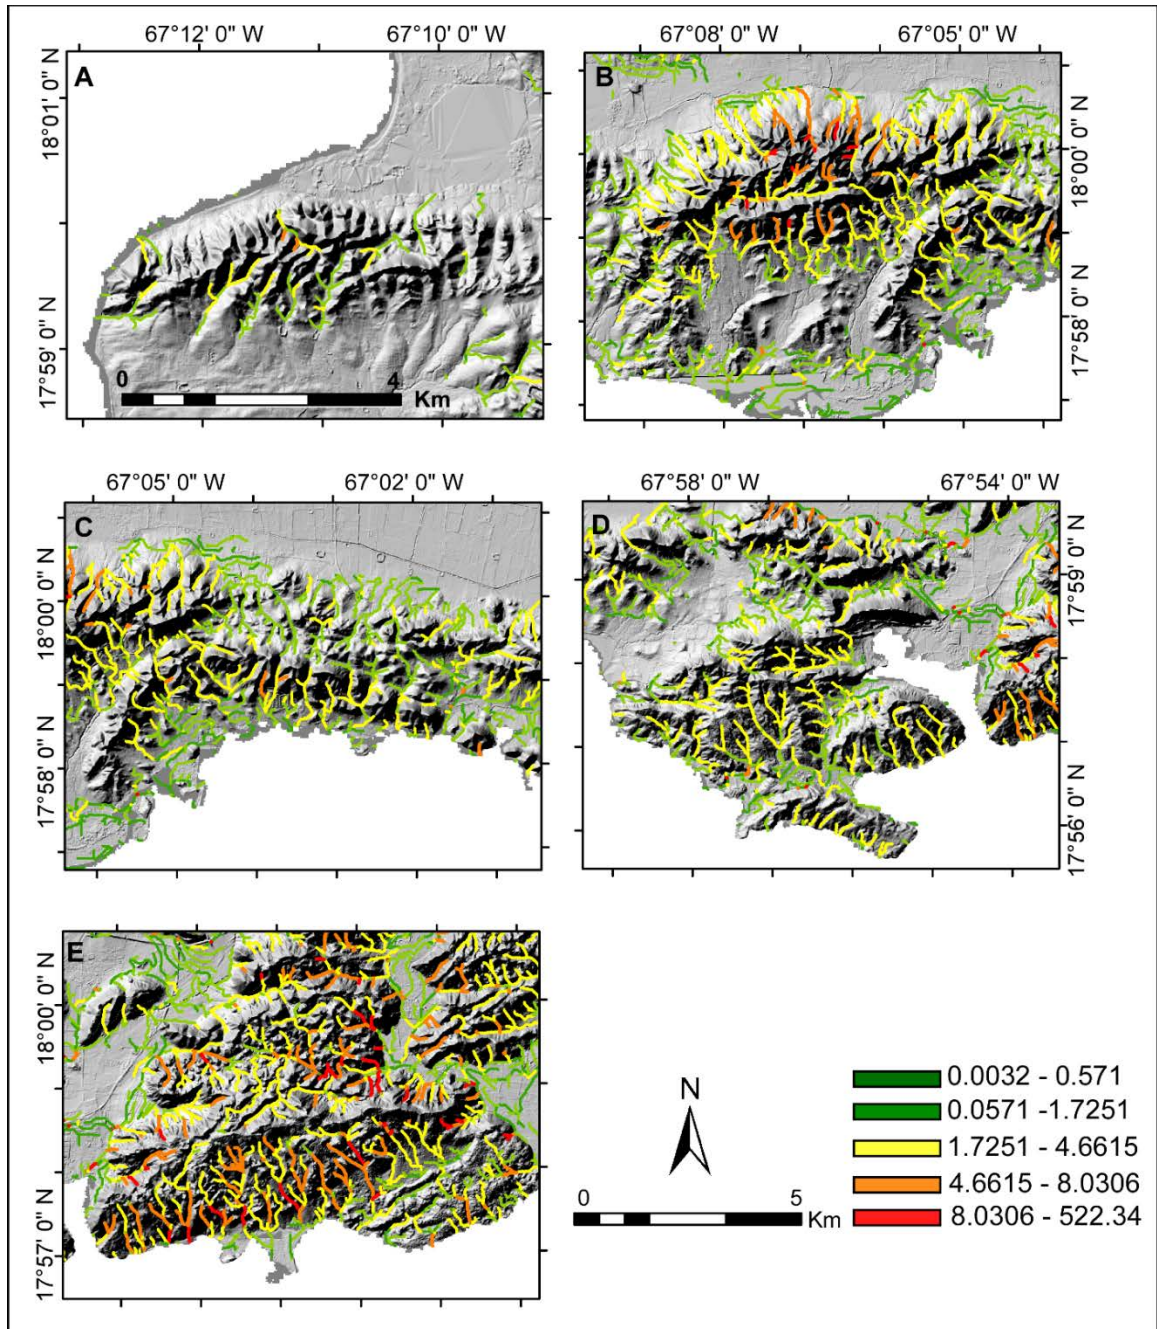 67°12' 0" W 67°10' 0" W
A
18°01' 0" N
17°59' 0" N
0 4 Km
67°08' 0" W 67°05' 0" W
B
18°00' 0" N
17°58' 0" N
67°05' 0" W 67°02' 0" W
C
18°00' 0" N
17°58' 0" N
67°58' 0" W 67°54' 0" W
D
17°59' 0" N
17°56' 0" N
E
18°00' 0" N
17°57' 0" N
N
0 5 Km
0.0032 - 0.571
0.0571 -1.7251
1.7251 - 4.6615
4.6615 - 8.0306
8.0306 - 522.34